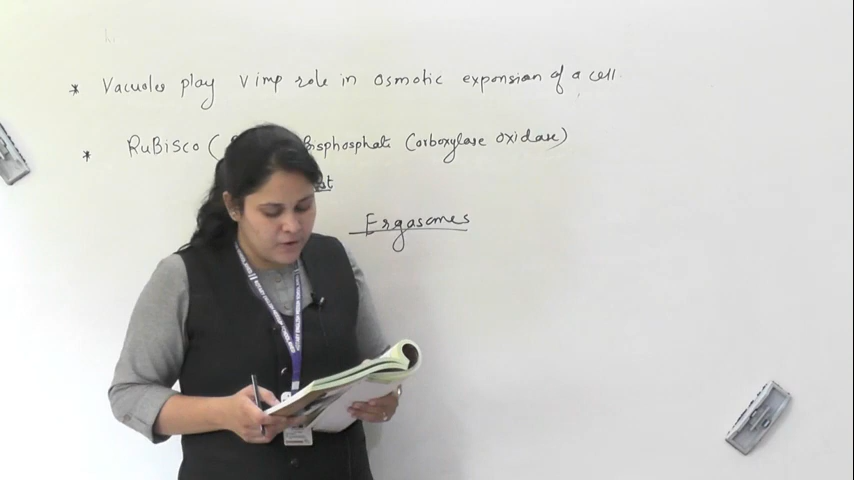 * Vacuoles play V imp role in Osmotic expansion of a cell.
* RuBisCo ( Bisphosphate Carboxylase Oxidase)
Ergasomes